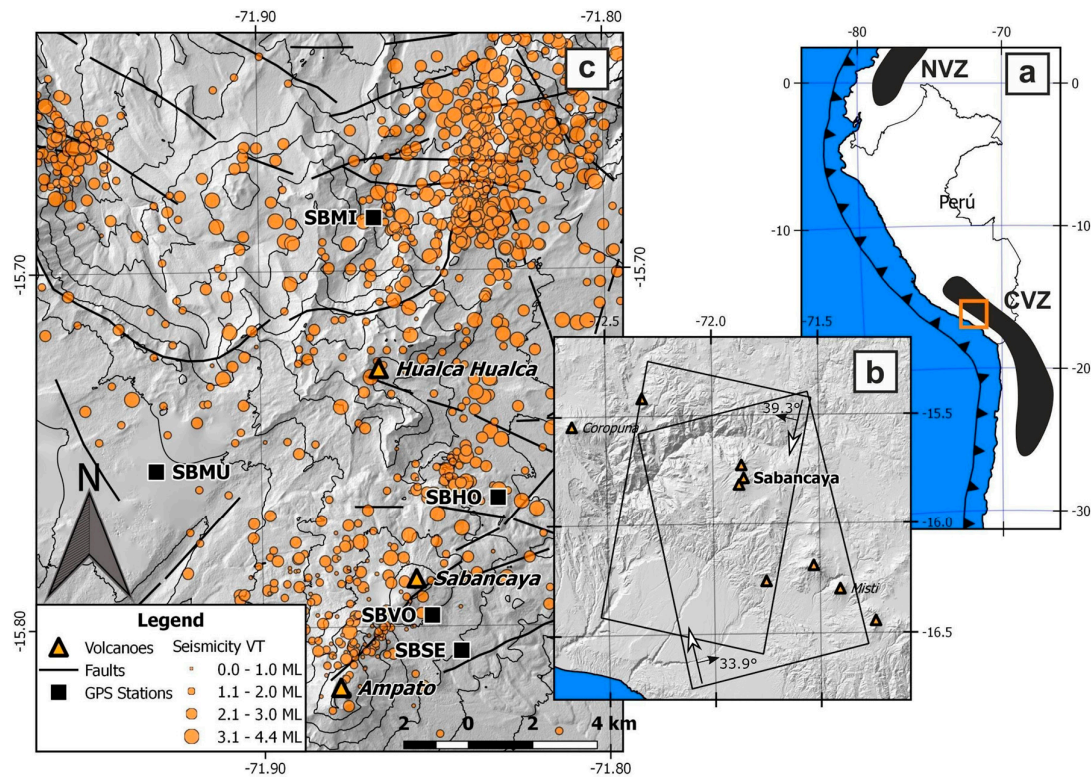 -71.90
-71.80
c
SBMI
-15.70
-15.70
Hualca Hualca
SBMU
SBHO
N
Sabancaya
SBVO
SBSE
-15.80
-15.80
Ampato
Legend
Volcanoes
Faults
GPS Stations
Seismicity VT
0.0 - 1.0 ML
1.1 - 2.0 ML
2.1 - 3.0 ML
3.1 - 4.4 ML
2 0 2 4 km
-71.90
-71.80
-80
-70
a
NVZ
0
0
Perú
-10
-10
CVZ
-20
-30
-72.5
-72.0
-71.5
b
39.3°
-15.5
Coropuna
Sabancaya
-16.0
Misti
-16.5
33.9°